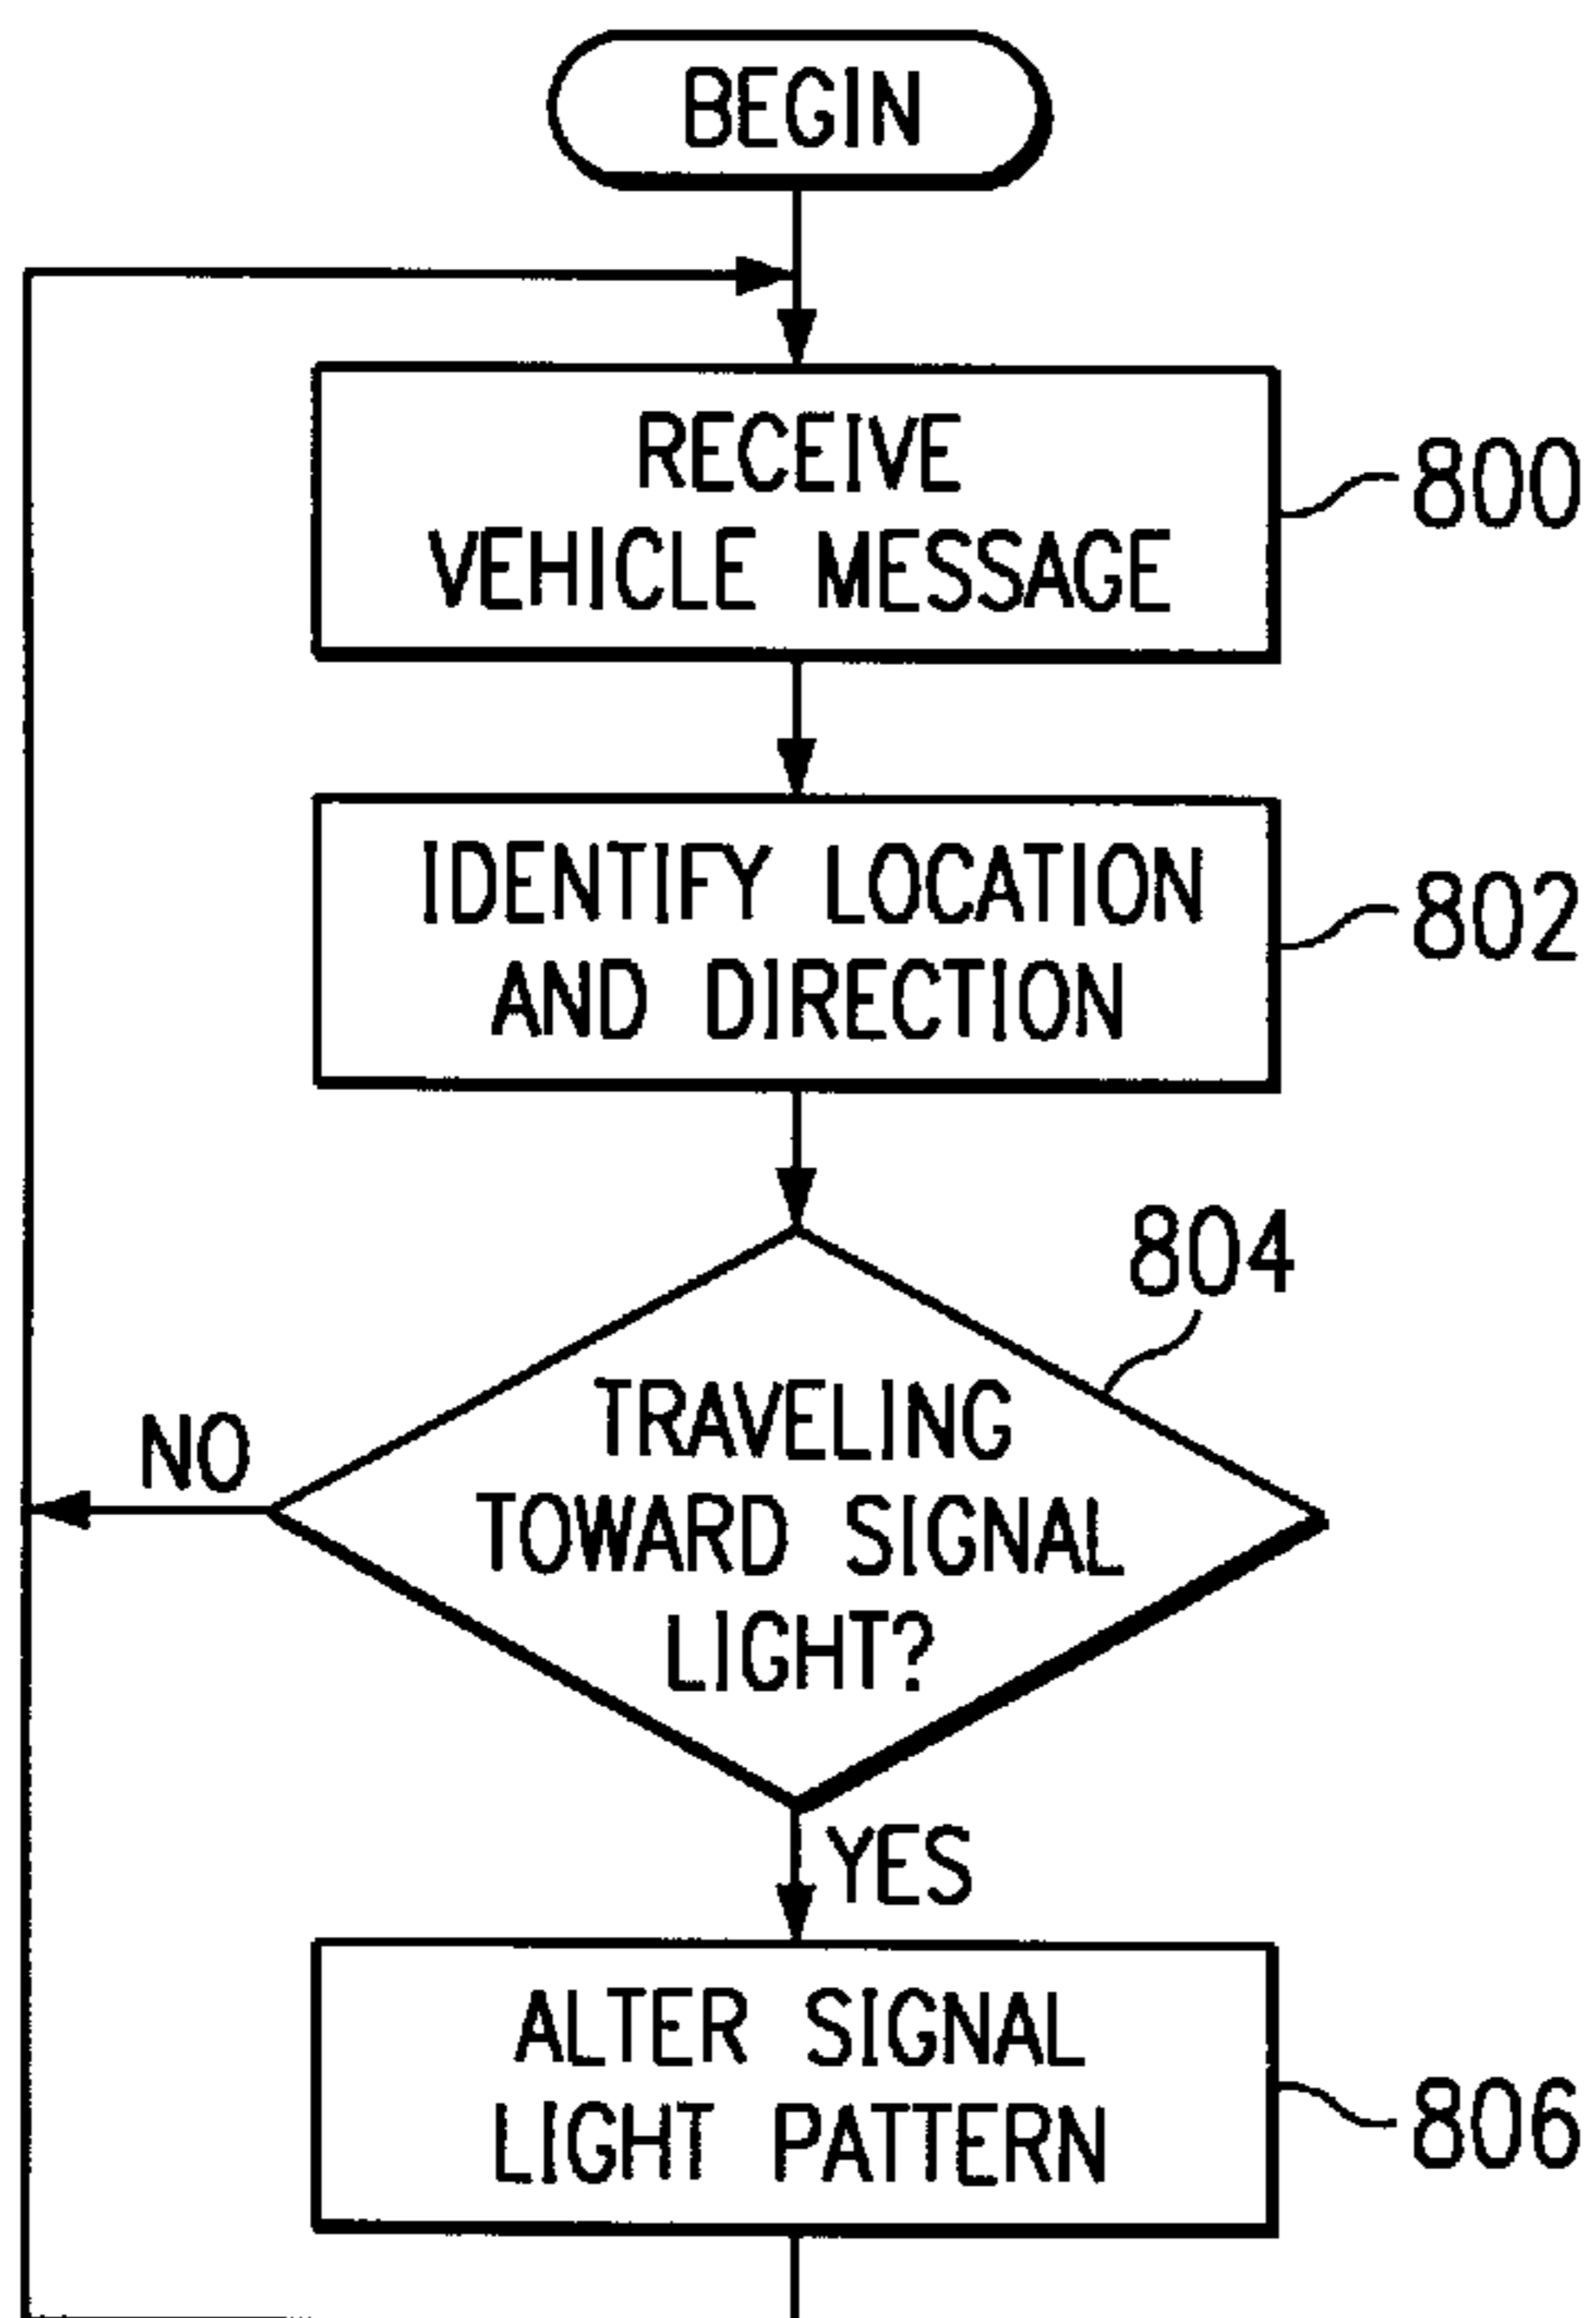 BEGIN
RECEIVE
VEHICLE MESSAGE
800
IDENTIFY LOCATION
AND DIRECTION
802
804
TRAVELING
TOWARD SIGNAL
LIGHT?
NO
YES
ALTER SIGNAL
LIGHT PATTERN
806